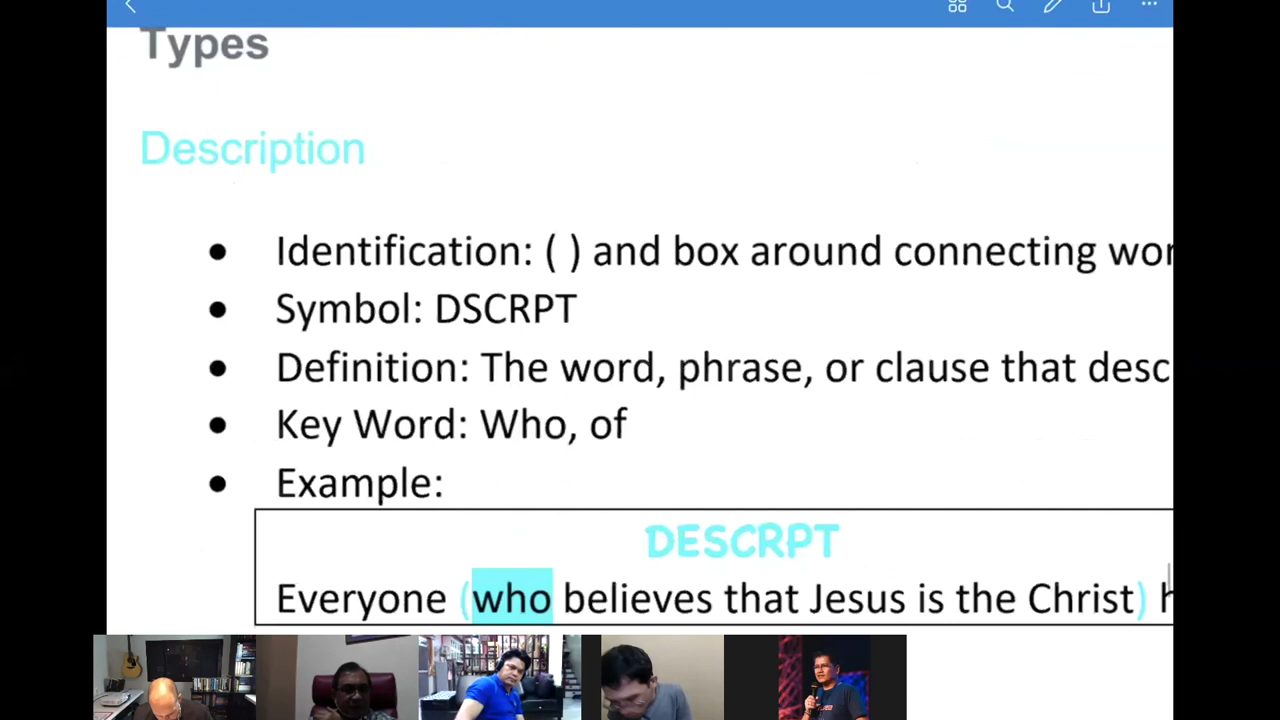 Types
Description
• Identification: ( ) and box around connecting wor
• Symbol: DSCRPT
• Definition: The word, phrase, or clause that desc
• Key Word: Who, of
• Example:
DESCRPT
Everyone (who believes that Jesus is the Christ) h